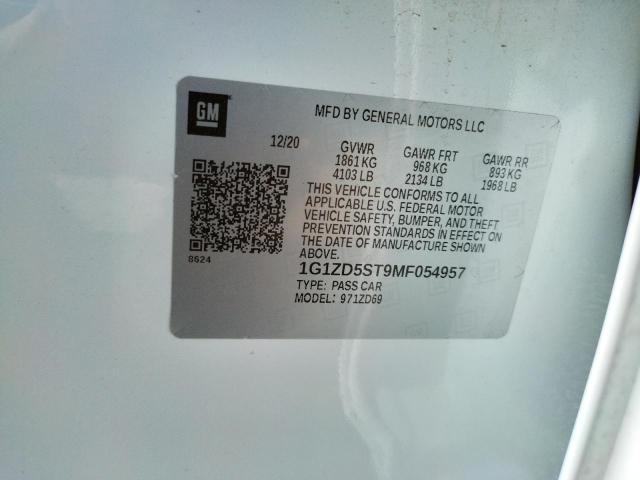 GM
MFD BY GENERAL MOTORS LLC
12/20 GVWR GAWR FRT GAWR RR
1861 KG 968 KG 893 KG
4103 LB 2134 LB 1968 LB
THIS VEHICLE CONFORMS TO ALL
APPLICABLE U.S. FEDERAL MOTOR
VEHICLE SAFETY, BUMPER, AND THEFT
PREVENTION STANDARDS IN EFFECT ON
THE DATE OF MANUFACTURE SHOWN
ABOVE.
8624
1G1ZD5ST9MF054957
TYPE: PASS CAR
MODEL: 971ZD69